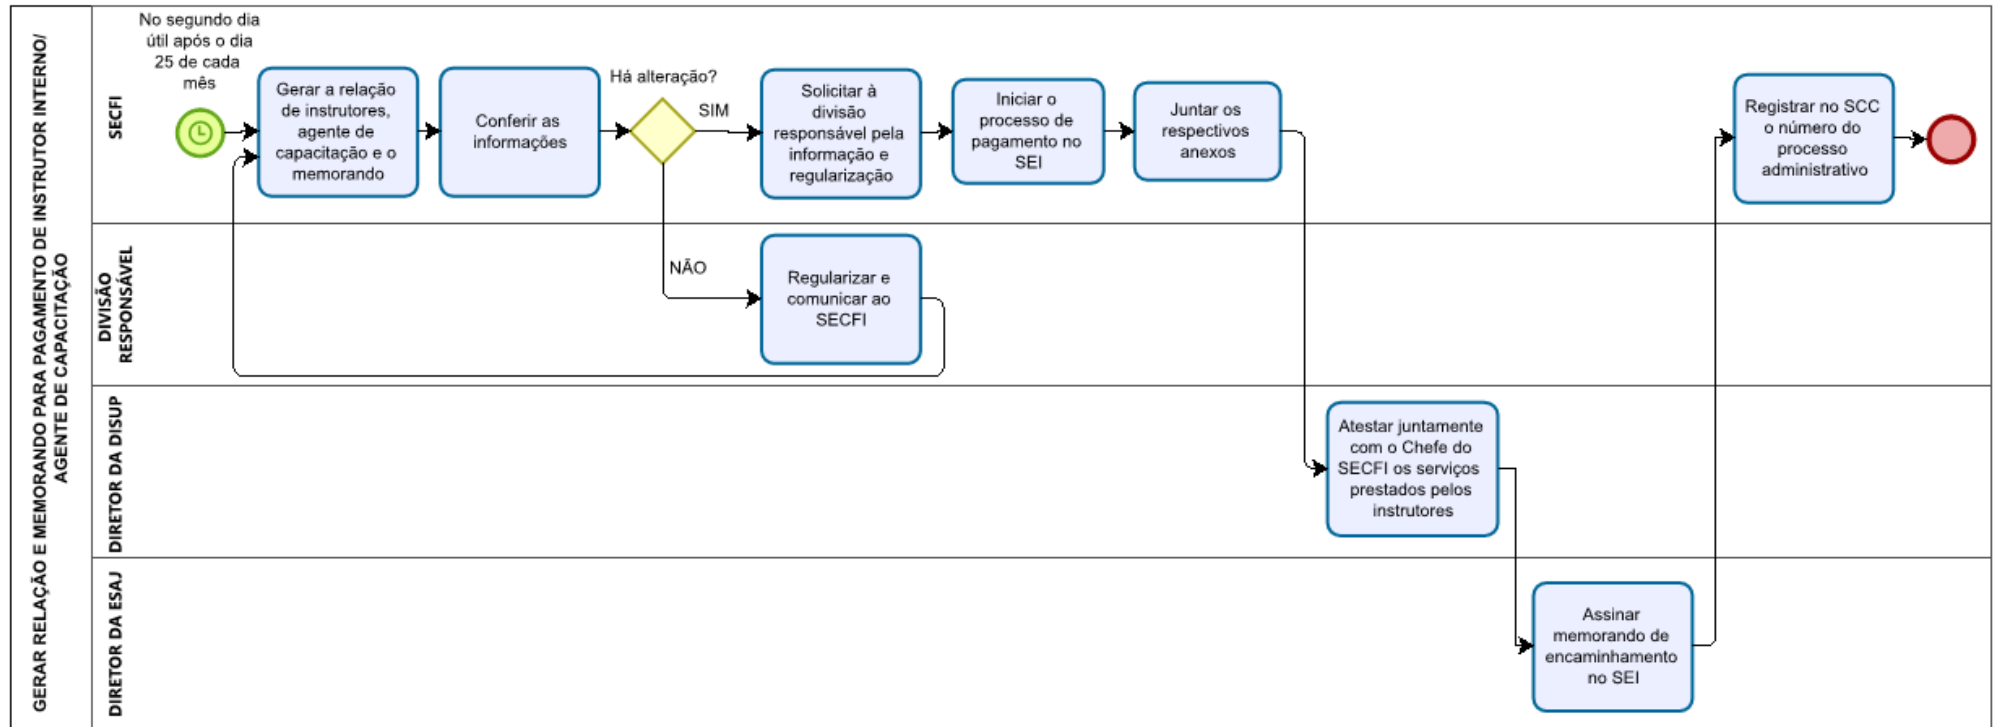 GERAR RELAÇÃO E MEMORANDO PARA PAGAMENTO DE INSTRUTOR INTERNO/
AGENTE DE CAPACITAÇÃO
SECFI
No segundo dia
útil após o dia
25 de cada
mês
Gerar a relação
de instrutores,
agente de
capacitação e o
memorando
Conferir as
informações
Há alteração?
SIM
NÃO
Solicitar à
divisão
responsável pela
informação e
regularização
Iniciar o
processo de
pagamento no
SEI
Juntar os
respectivos
anexos
Registrar no SCC
o número do
processo
administrativo
DIVISÃO
RESPONSÁVEL
Regularizar e
comunicar ao
SECFI
DIRETOR DA DISUP
Atestar juntamente
com o Chefe do
SECFI os serviços
prestados pelos
instrutores
DIRETOR DA ESAJ
Assinar
memorando de
encaminhamento
no SEI